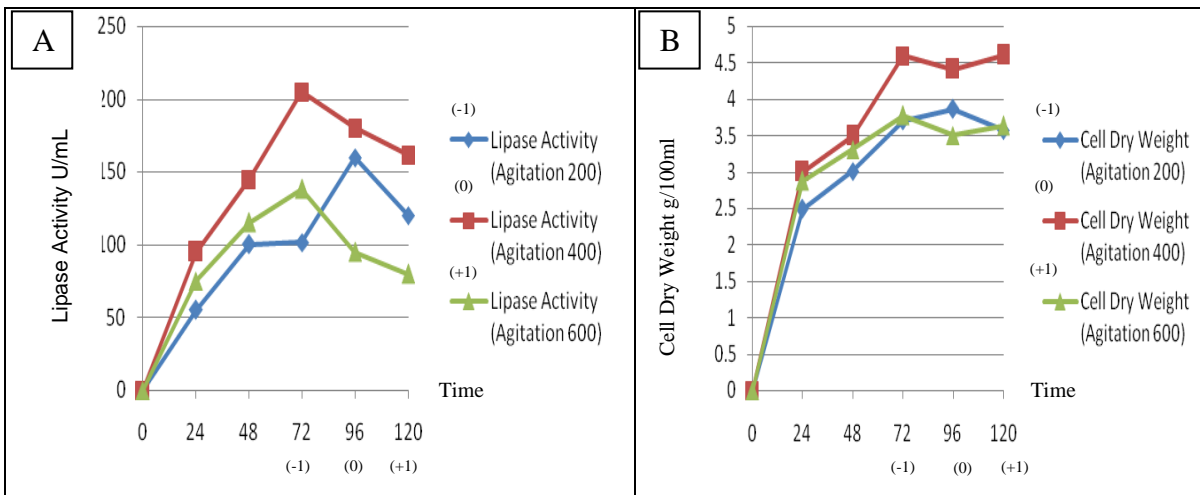 A
250
200
150
100
50
0
Lipase Activity U/mL
0 24 48 72 96 120
(-1) (0) (+1)
Time
(-1)
Lipase Activity
(Agitation 200)
(0)
Lipase Activity
(Agitation 400)
(+1)
Lipase Activity
(Agitation 600)
B
5
4.5
4
3.5
3
2.5
2
1.5
1
0.5
0
Cell Dry Weight g/100ml
0 24 48 72 96 120
(-1) (0) (+1)
Time
(-1)
Cell Dry Weight
(Agitation 200)
(0)
Cell Dry Weight
(Agitation 400)
(+1)
Cell Dry Weight
(Agitation 600)